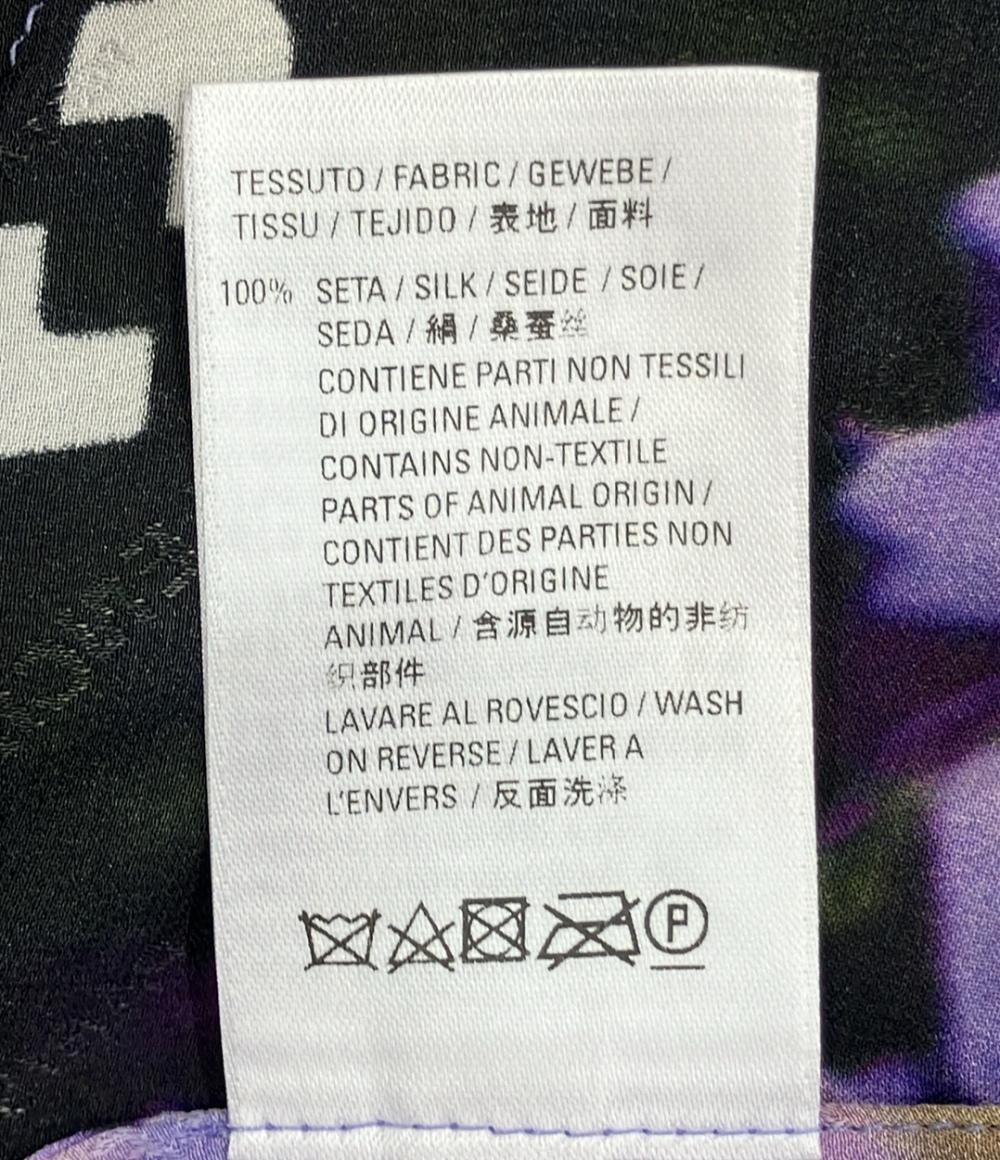 TESSUTO / FABRIC / GEWEBE /
TISSU / TEJIDO / 表地 / 面料
100% SETA / SILK / SEIDE / SOIE /
SEDA / 絹 / 桑蚕丝
CONTIENE PARTI NON TESSILI
DI ORIGINE ANIMALE /
CONTAINS NON-TEXTILE
PARTS OF ANIMAL ORIGIN /
CONTIENT DES PARTIES NON
TEXTILES D'ORIGINE
ANIMAL / 含源自动物的非纺
织部件
LAVARE AL ROVESCIO / WASH
ON REVERSE / LAVER A
L'ENVERS / 反面洗涤
P